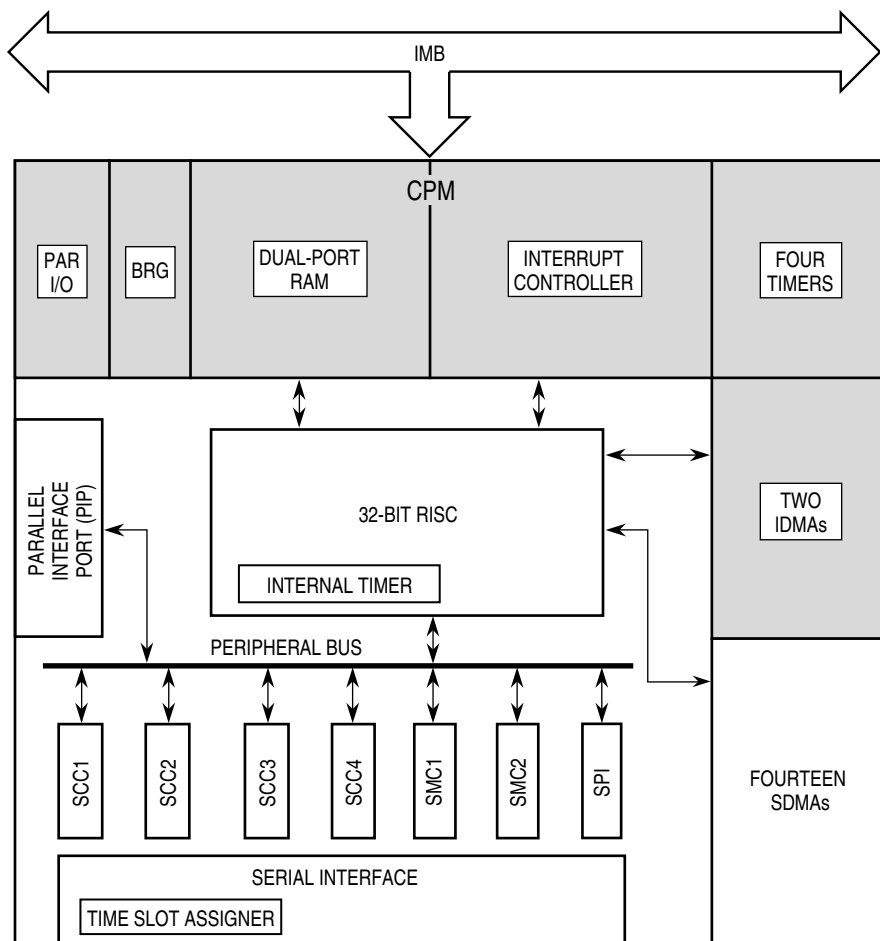 IMB
CPM
PAR
I/O
BRG
DUAL-PORT
RAM
INTERRUPT
CONTROLLER
FOUR
TIMERS
PARALLEL
INTERFACE
PORT (PIP)
32-BIT RISC
INTERNAL TIMER
TWO
IDMAs
PERIPHERAL BUS
SCC1
SCC2
SCC3
SCC4
SMC1
SMC2
SPI
FOURTEEN
SDMAs
SERIAL INTERFACE
TIME SLOT ASSIGNER